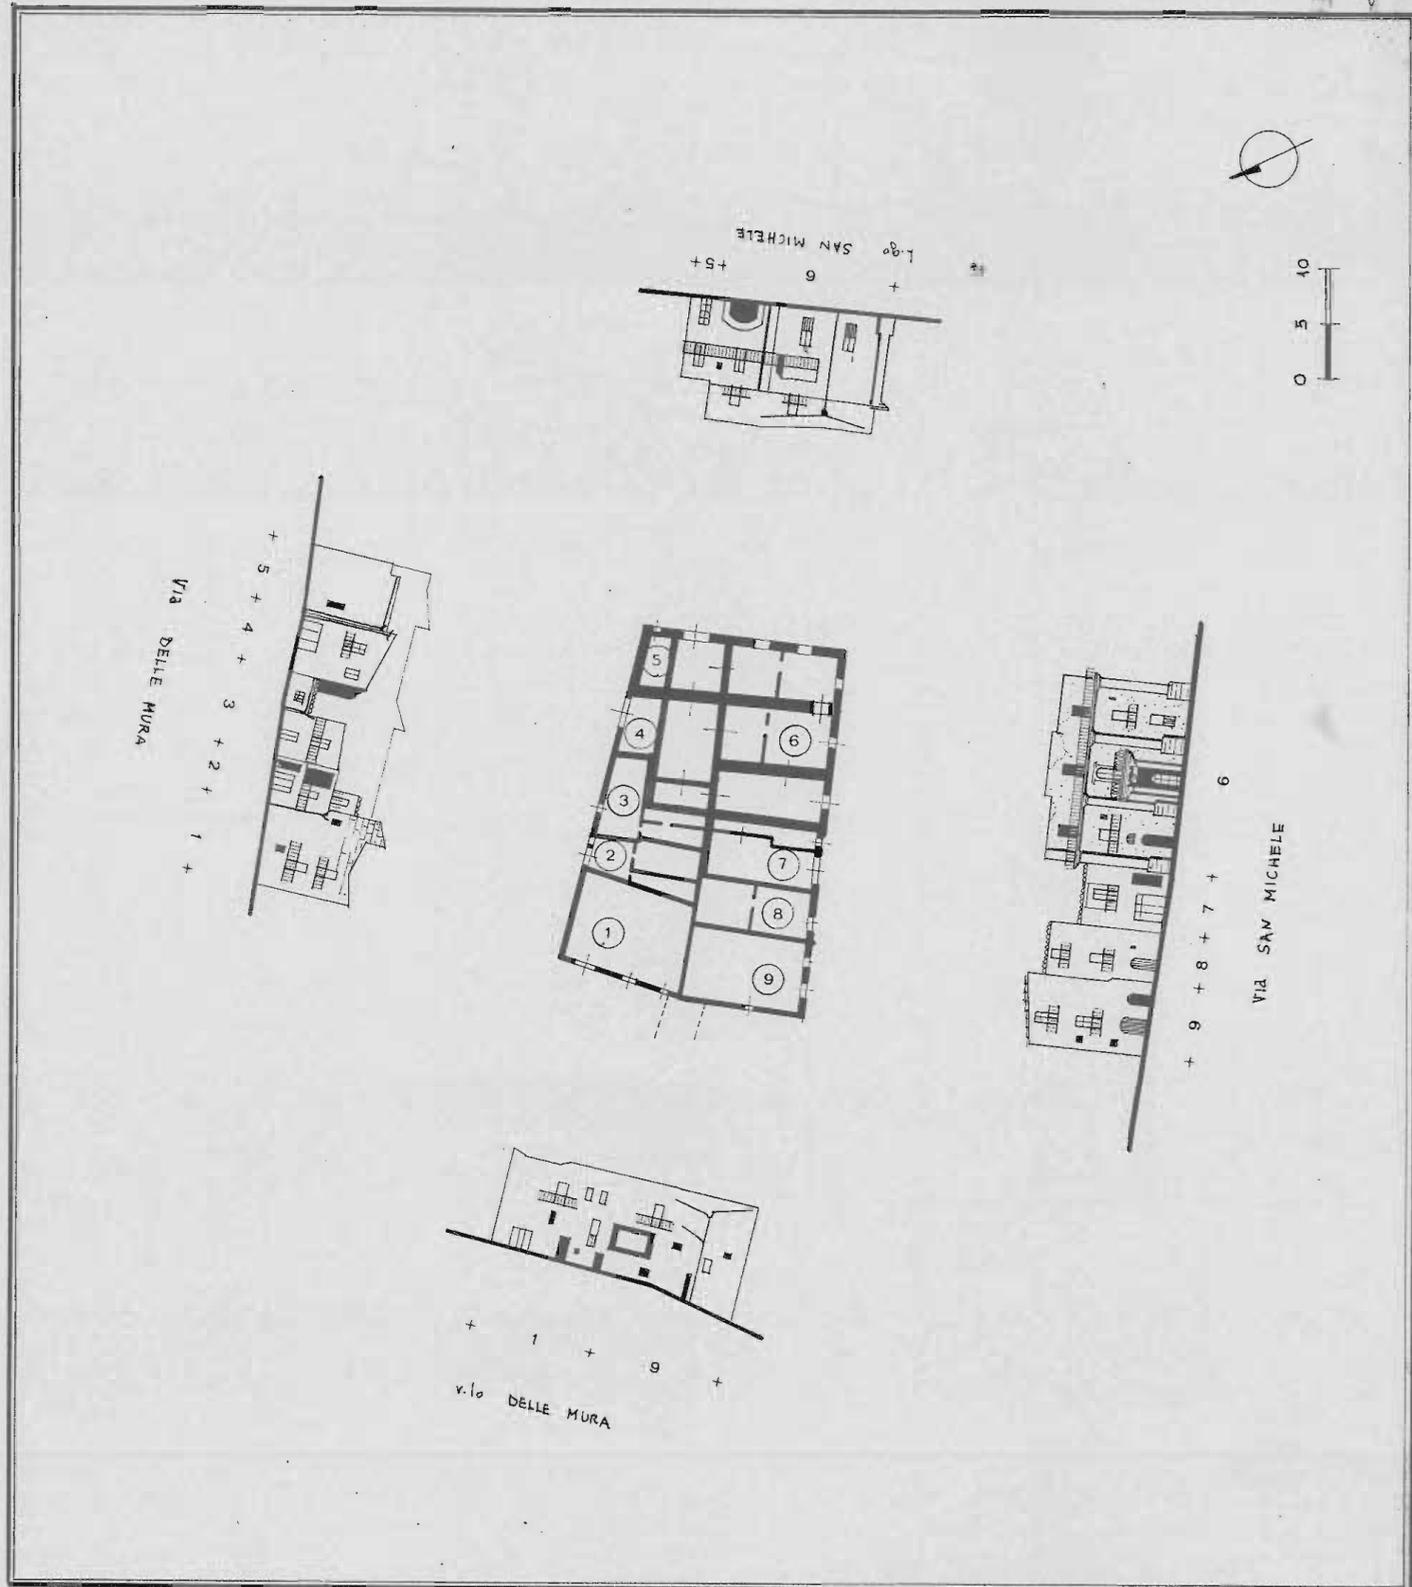 L.go SAN MICHELE
+5+ 6 +
10
5
0
+ 5 + 4 + 3 + 2 + 1 +
Via DELLE MURA
5
4
6
3
2
7
8
1
9
6
+ 9 + 8 + 7 +
Via SAN MICHELE
+ 1 + 9 +
v.lo DELLE MURA